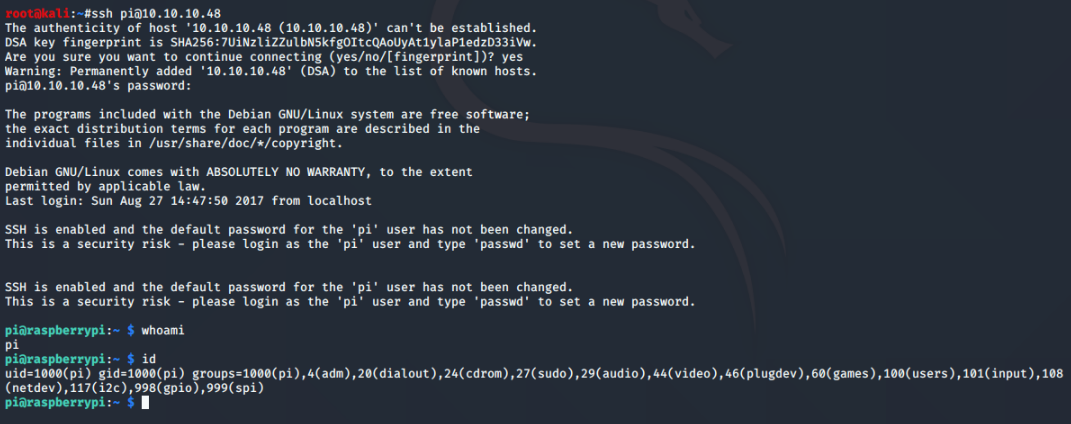 root@kali:~#ssh pi@10.10.10.48
The authenticity of host '10.10.10.48 (10.10.10.48)' can't be established.
DSA key fingerprint is SHA256:7UiNzliZZulbN5kfgOItcQAoUyAt1ylaP1edzD33iVw.
Are you sure you want to continue connecting (yes/no/[fingerprint])? yes
Warning: Permanently added '10.10.10.48' (DSA) to the list of known hosts.
pi@10.10.10.48's password:
The programs included with the Debian GNU/Linux system are free software;
the exact distribution terms for each program are described in the
individual files in /usr/share/doc/*/copyright.
Debian GNU/Linux comes with ABSOLUTELY NO WARRANTY, to the extent
permitted by applicable law.
Last login: Sun Aug 27 14:47:50 2017 from localhost
SSH is enabled and the default password for the 'pi' user has not been changed.
This is a security risk - please login as the 'pi' user and type 'passwd' to set a new password.
SSH is enabled and the default password for the 'pi' user has not been changed.
This is a security risk - please login as the 'pi' user and type 'passwd' to set a new password.
pi@raspberrypi:~ $ whoami
pi
pi@raspberrypi:~ $ id
uid=1000(pi) gid=1000(pi) groups=1000(pi),4(adm),20(dialout),24(cdrom),27(sudo),29(audio),44(video),46(plugdev),60(games),100(users),101(input),108
(netdev),117(i2c),998(gpio),999(spi)
pi@raspberrypi:~ $